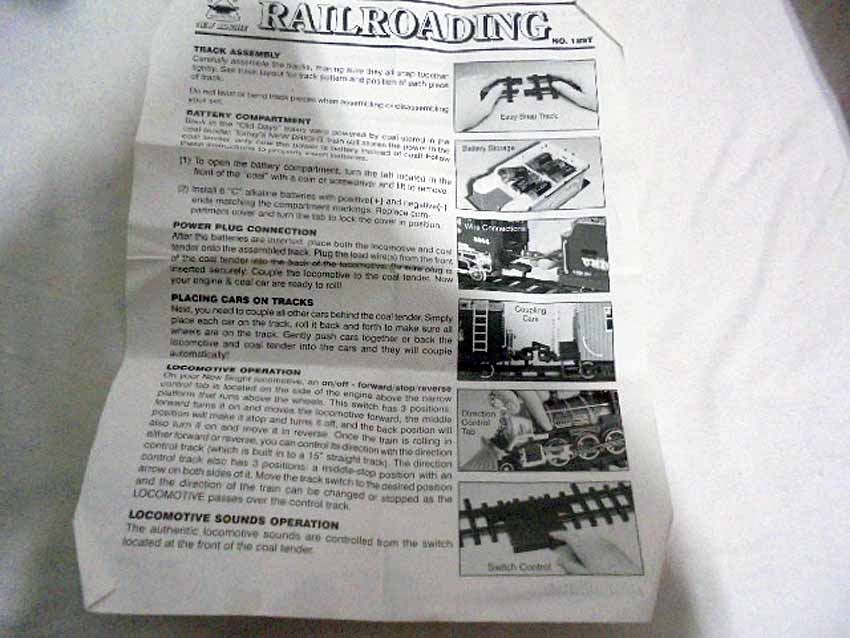 NEW BRIGHT
RAILROADING
NO. 189T
TRACK ASSEMBLY
Carefully assemble the tracks, making sure they all snap together
tightly. See track layout for track pattern and position of each piece
of track.
Do not twist or bend track pieces when assembling or disassembling
your set.
BATTERY COMPARTMENT
Back in the "Old Days" trains were powered by coal stored in the
coal tender. Today's NEW BRIGHT train still stores the power in the
coal tender, only now the power is battery instead of coal! Follow
these instructions to properly insert batteries.
(1) To open the battery compartment, turn the tab located in the
front of the "coal" with a coin or screwdriver and lift to remove.
(2) Install 6 "C" alkaline batteries with positive(+) and negative(-)
ends matching the compartment markings. Replace com-
partment cover and turn the tab to lock the cover in position.
POWER PLUG CONNECTION
After the batteries are inserted, place both the locomotive and coal
tender onto the assembled track. Plug the lead wire(s) from the front
of the coal tender into the back of the locomotive. Be sure plug is
inserted securely. Couple the locomotive to the coal tender. Now
your engine & coal car are ready to roll!
PLACING CARS ON TRACKS
Next, you need to couple all other cars behind the coal tender. Simply
place each car on the track, roll it back and forth to make sure all
wheels are on the track. Gently push cars together or back the
locomotive and coal tender into the cars and they will couple
automatically!
LOCOMOTIVE OPERATION
On your New Bright locomotive, an on/off - forward/stop/reverse
control tab is located on the side of the engine above the narrow
platform that runs above the wheels. This switch has 3 positions:
forward turns it on and moves the locomotive forward, the middle
position will make it stop and turns it off, and the back position will
also turn it on and move it in reverse. Once the train is rolling in
either forward or reverse, you can control its direction with the direction
control track (which is built in to a 15" straight track). The direction
control track also has 3 positions: a middle-stop position with an
arrow on both sides of it. Move the track switch to the desired position
and the direction of the train can be changed or stopped as the
LOCOMOTIVE passes over the control track.
LOCOMOTIVE SOUNDS OPERATION
The authentic locomotive sounds are controlled from the switch
located at the front of the coal tender.
Easy Snap Track
Battery Storage
Wire Connections
Coupling
Cars
Direction
Control
Tab
Switch Control